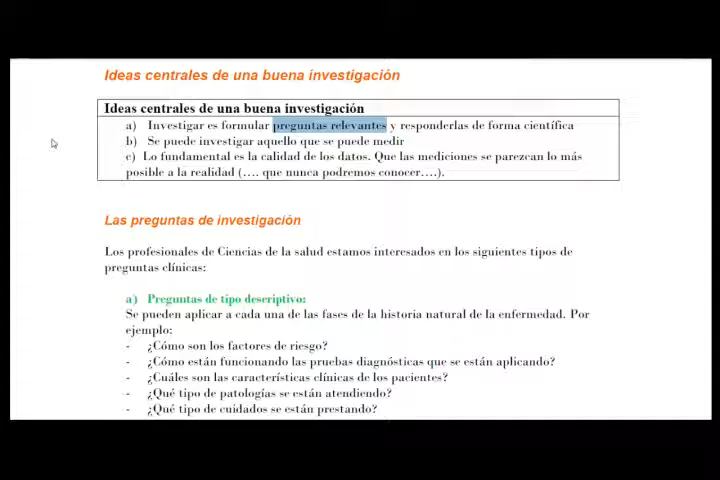 Ideas centrales de una buena investigación
Ideas centrales de una buena investigación
a) Investigar es formular preguntas relevantes y responderlas de forma científica
b) Se puede investigar aquello que se puede medir
c) Lo fundamental es la calidad de los datos. Que las mediciones se parezcan lo más
posible a la realidad (…. que nunca podremos conocer….).
Las preguntas de investigación
Los profesionales de Ciencias de la salud estamos interesados en los siguientes tipos de
preguntas clínicas:
a) Preguntas de tipo descriptivo:
Se pueden aplicar a cada una de las fases de la historia natural de la enfermedad. Por
ejemplo:
- ¿Cómo son los factores de riesgo?
- ¿Cómo están funcionando las pruebas diagnósticas que se están aplicando?
- ¿Cuáles son las características clínicas de los pacientes?
- ¿Qué tipo de patologías se están atendiendo?
- ¿Qué tipo de cuidados se están prestando?